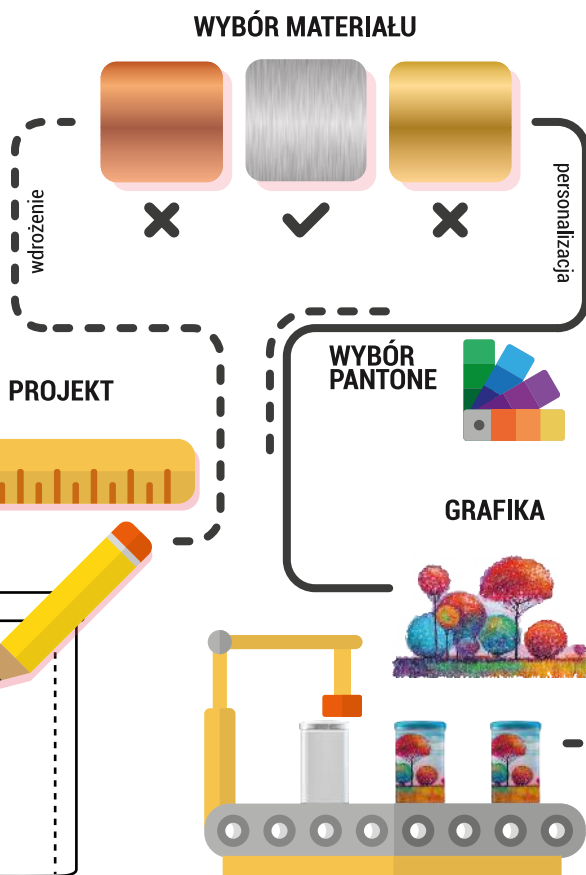 WYBÓR MATERIAŁU
wdrożenie
personalizacja
WYBÓR
PANTONE
PROJEKT
GRAFIKA